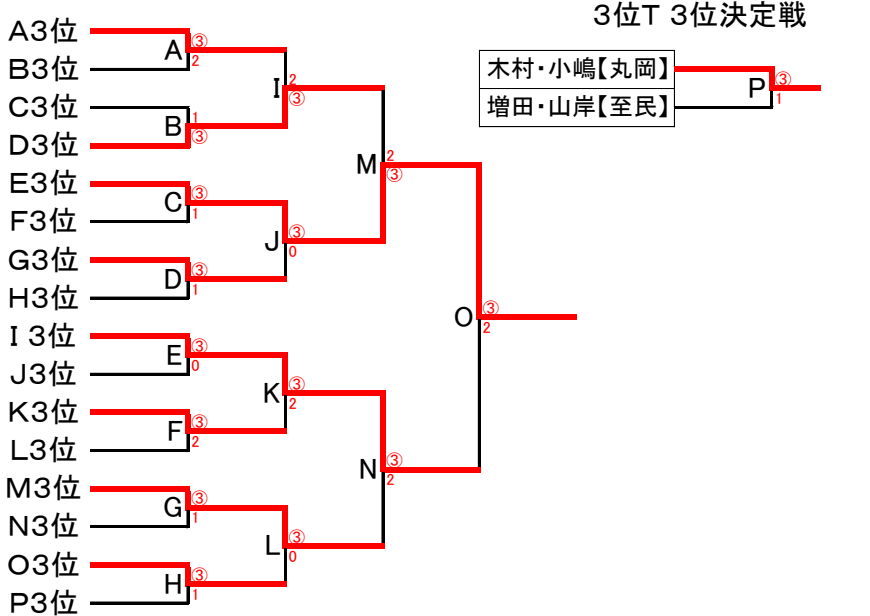 3位T 3位決定戦
A3位
B3位
C3位
D3位
E3位
F3位
G3位
H3位
I 3位
J3位
K3位
L3位
M3位
N3位
O3位
P3位
A ③ 2
B 1 ③
C ③ 1
D ③ 1
E ③ 0
F ③ 2
G ③ 1
H ③ 1
I 2 ③
J ③ 0
K ③ 2
L ③ 0
M 2 ③
N ③ 2
O ③ 2
木村・小嶋【丸岡】
増田・山岸【至民】
P ③ 1